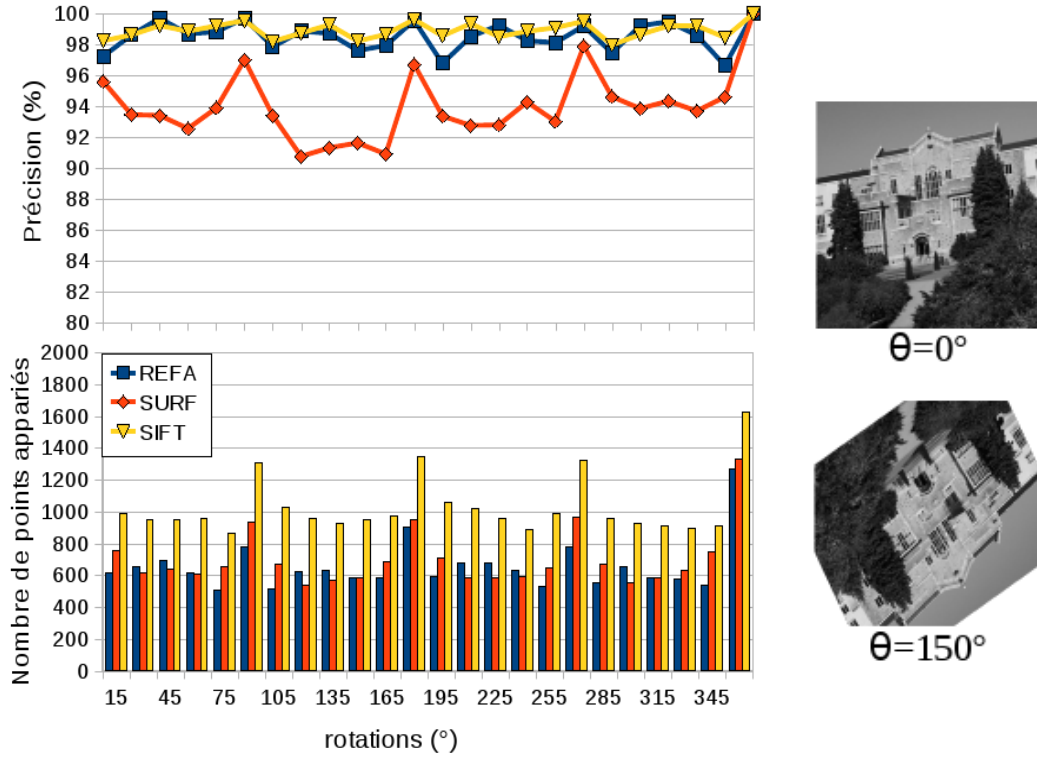 Précision (%)
100
98
96
94
92
90
88
86
84
82
80
Nombre de points appariés
2000
1800
1600
1400
1200
1000
800
600
400
200
0
REFA
SURF
SIFT
15 45 75 105 135 165 195 225 255 285 315 345
rotations (°)
θ=0°
θ=150°